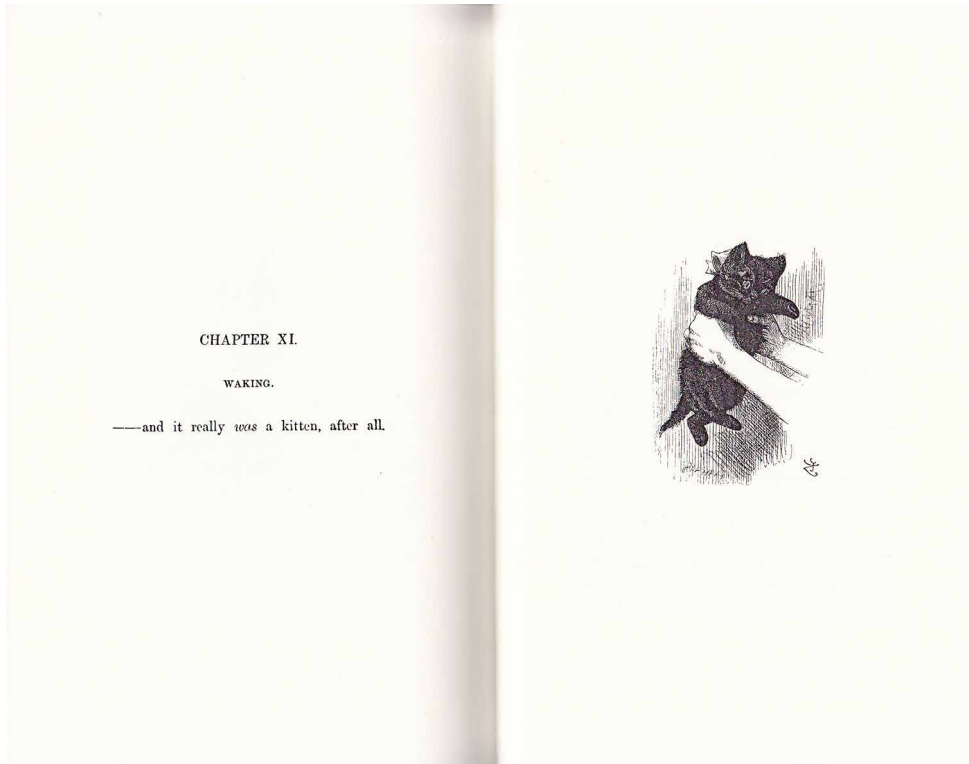 CHAPTER XI.
WAKING.
——and it really was a kitten, after all.